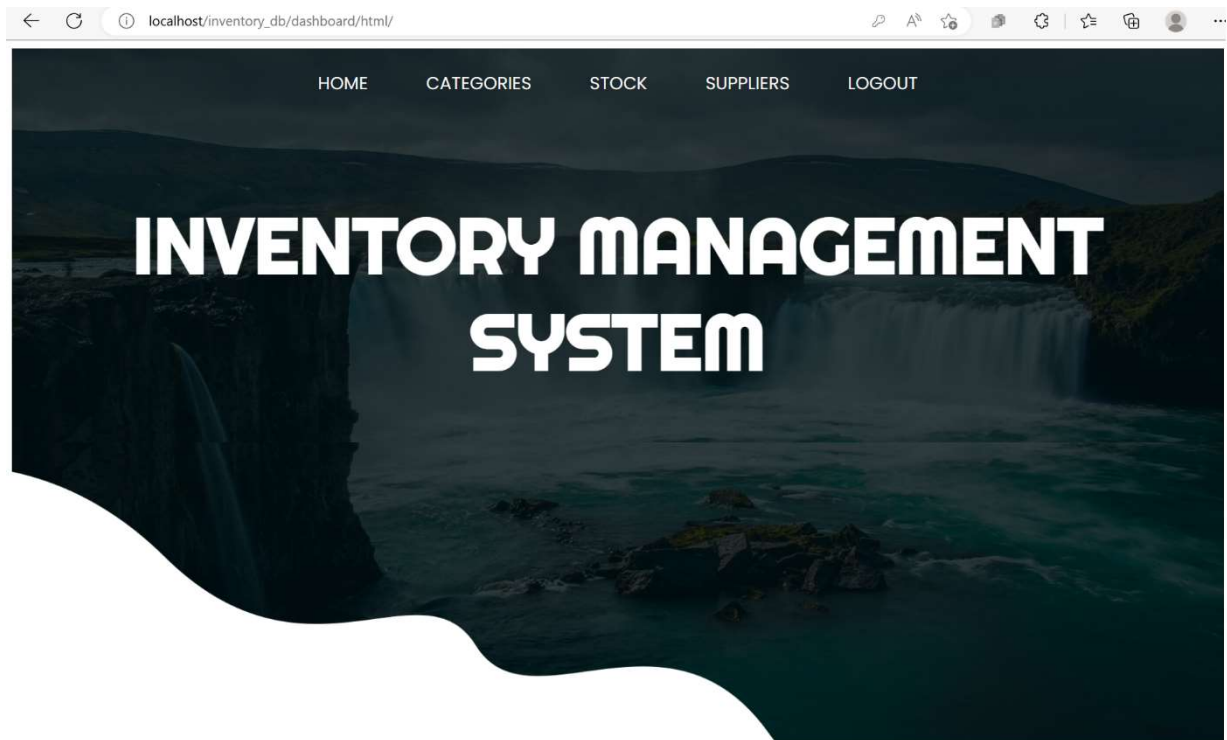 localhost/inventory_db/dashboard/html/
HOME CATEGORIES STOCK SUPPLIERS LOGOUT
INVENTORY MANAGEMENT
SYSTEM